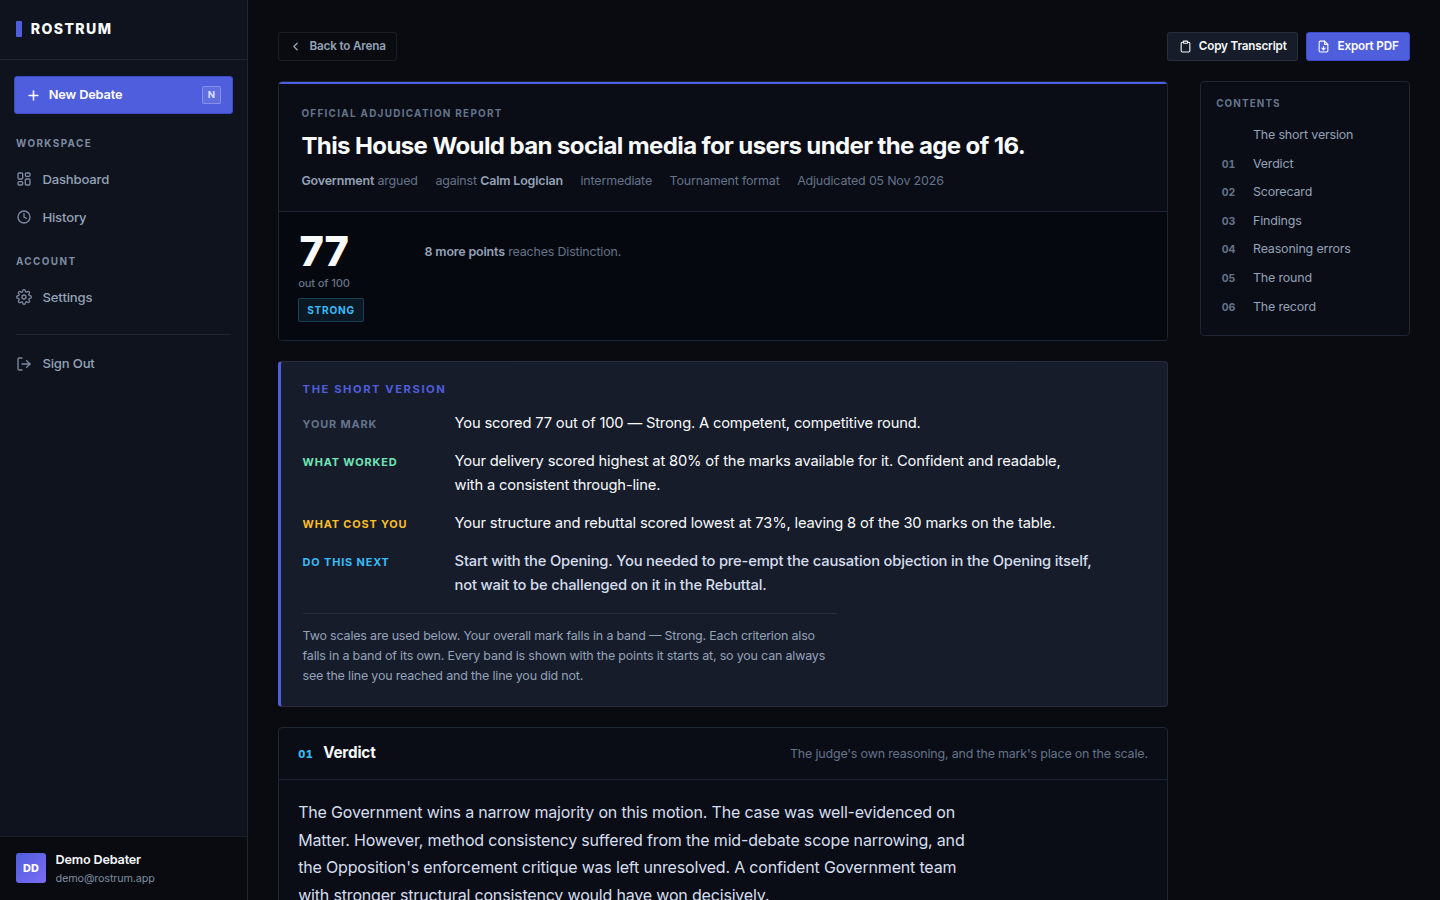 ROSTRUM
New Debate
N
WORKSPACE
Dashboard
History
ACCOUNT
Settings
Sign Out
DD
Demo Debater
demo@rostrum.app
Back to Arena
Copy Transcript
Export PDF
OFFICIAL ADJUDICATION REPORT
This House Would ban social media for users under the age of 16.
Government argued against Calm Logician intermediate Tournament format Adjudicated 05 Nov 2026
77
out of 100
STRONG
8 more points reaches Distinction.
THE SHORT VERSION
YOUR MARK
You scored 77 out of 100 — Strong. A competent, competitive round.
WHAT WORKED
Your delivery scored highest at 80% of the marks available for it. Confident and readable,
with a consistent through-line.
WHAT COST YOU
Your structure and rebuttal scored lowest at 73%, leaving 8 of the 30 marks on the table.
DO THIS NEXT
Start with the Opening. You needed to pre-empt the causation objection in the Opening itself,
not wait to be challenged on it in the Rebuttal.
Two scales are used below. Your overall mark falls in a band — Strong. Each criterion also
falls in a band of its own. Every band is shown with the points it starts at, so you can always
see the line you reached and the line you did not.
01 Verdict
The judge's own reasoning, and the mark's place on the scale.
The Government wins a narrow majority on this motion. The case was well-evidenced on
Matter. However, method consistency suffered from the mid-debate scope narrowing, and
the Opposition's enforcement critique was left unresolved. A confident Government team
with stronger structural consistency would have won decisively.
CONTENTS
The short version
01 Verdict
02 Scorecard
03 Findings
04 Reasoning errors
05 The round
06 The record